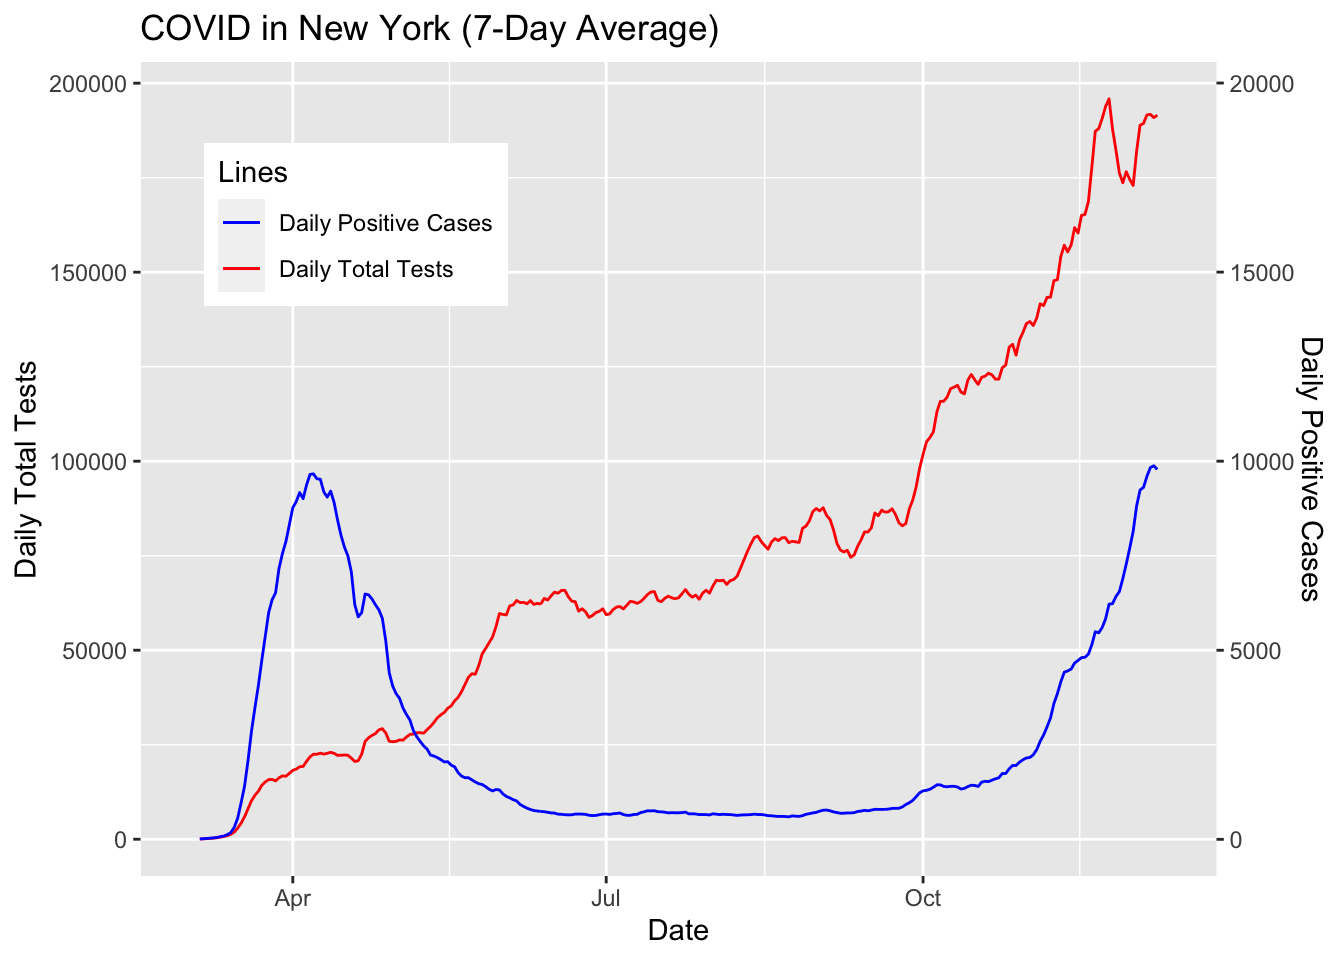 COVID in New York (7-Day Average)
200000
150000
100000
50000
0
Daily Total Tests
Lines
Daily Positive Cases
Daily Total Tests
20000
15000
10000
5000
0
Daily Positive Cases
Apr
Jul
Oct
Date